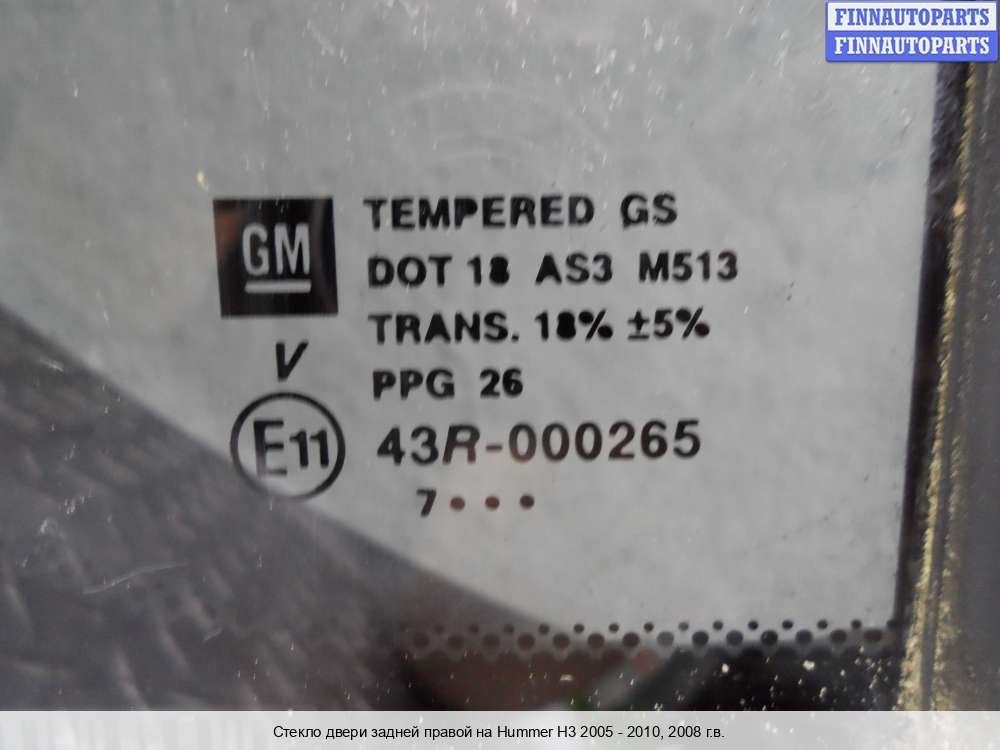 FINNAUTOPARTS
FINNAUTOPARTS
GM
TEMPERED GS
DOT 18 AS3 M513
TRANS. 18% ±5%
V
PPG 26
E11
43R-000265
7•••
Стекло двери задней правой на Hummer H3 2005 - 2010, 2008 г.в.